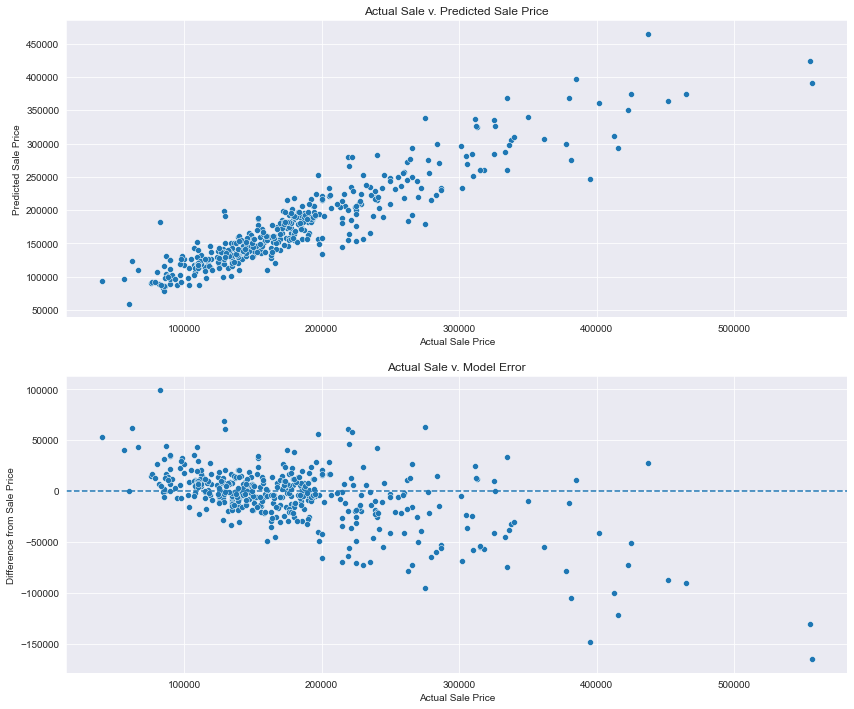 Actual Sale v. Predicted Sale Price
450000
400000
350000
300000
250000
200000
150000
100000
50000
Predicted Sale Price
100000 200000 300000 400000 500000
Actual Sale Price
Actual Sale v. Model Error
100000
50000
0
−50000
−100000
−150000
Difference from Sale Price
100000 200000 300000 400000 500000
Actual Sale Price